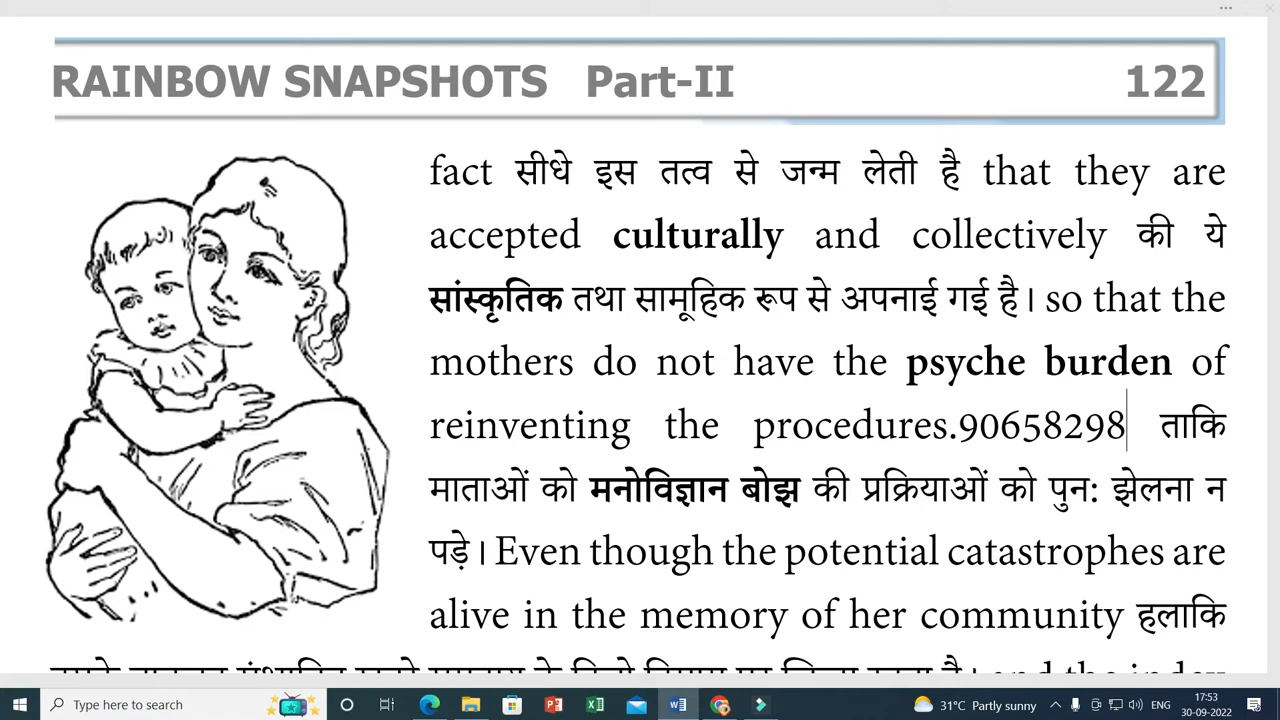 RAINBOW SNAPSHOTS Part-II 122
fact सीधे इस तत्व से जन्म लेती है that they are
accepted culturally and collectively की ये
सांस्कृतिक तथा सामूहिक रूप से अपनाई गई है। so that the
mothers do not have the psyche burden of
reinventing the procedures.90658298 ताकि
माताओं को मनोविज्ञान बोझ की प्रक्रियाओं को पुन: झेलना न
पड़े। Even though the potential catastrophes are
alive in the memory of her community हलाकि
and the index
Type here to search 31°C Partly sunny ENG 17:53
30-09-2022